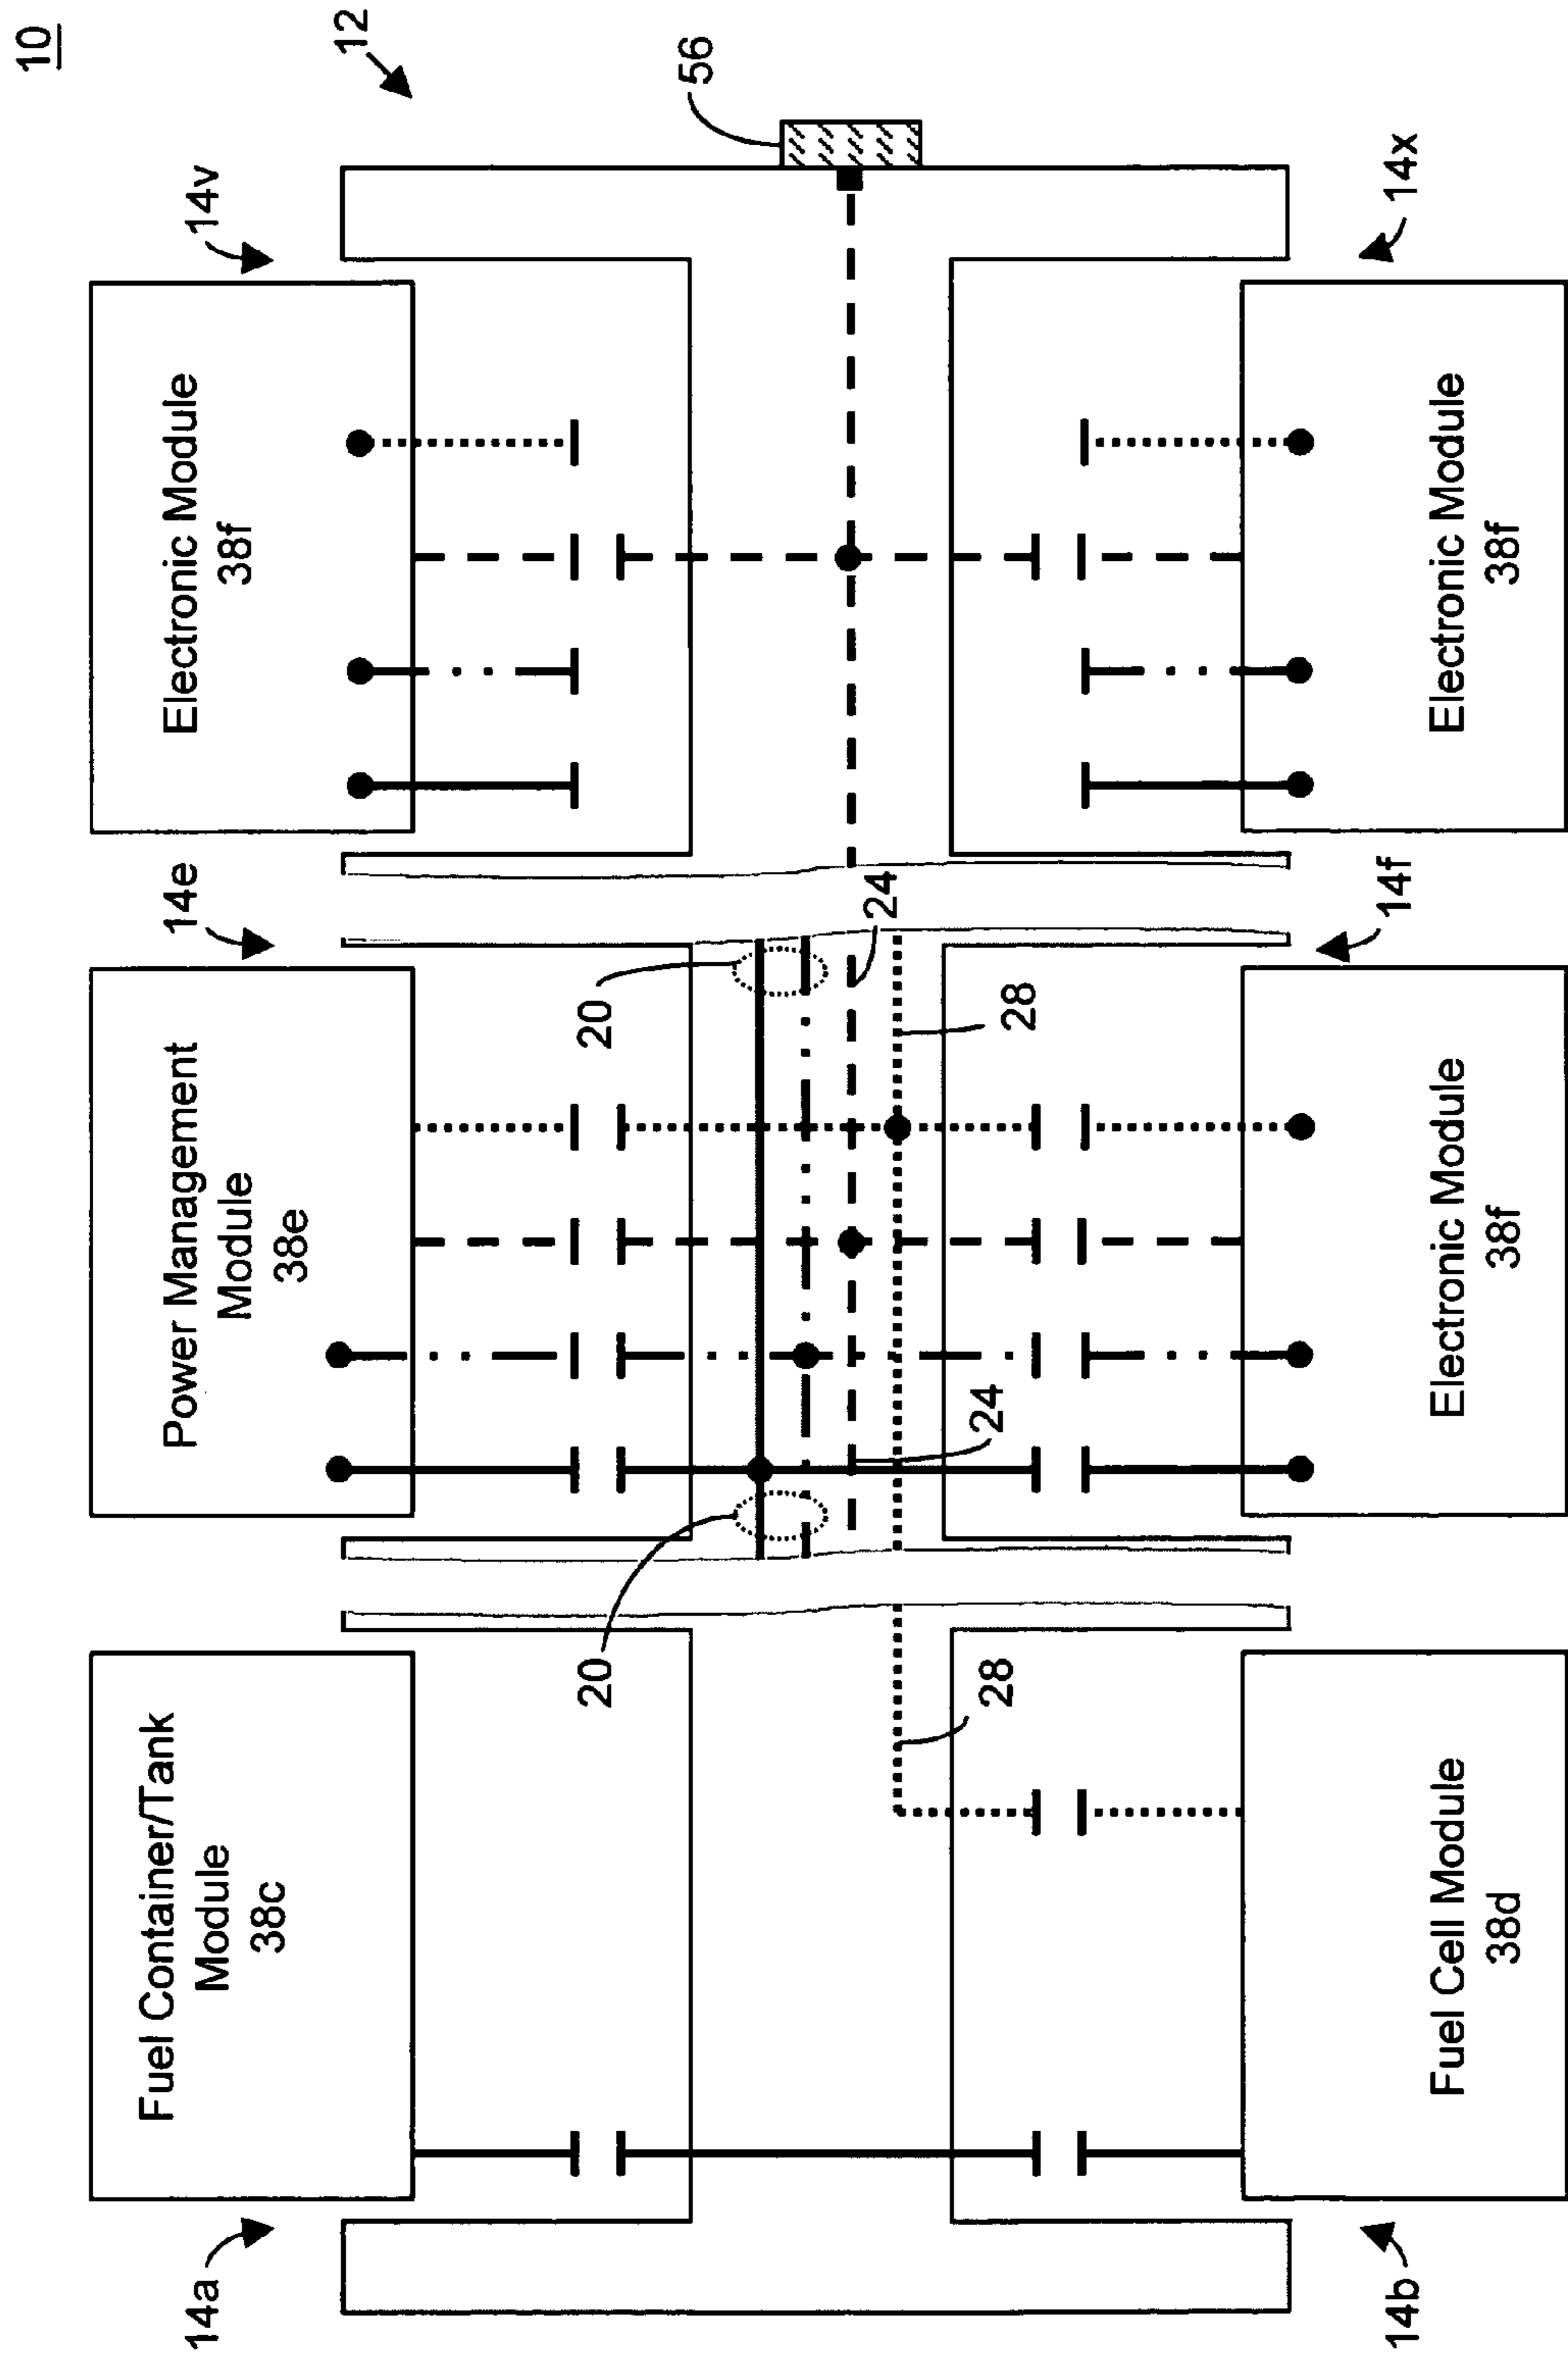 10
12
14a
Fuel Container/Tank
Module
38c
14e
Power Management
Module
38e
14v
Electronic Module
38f
56
20
20
24
24
28
28
14b
Fuel Cell Module
38d
14f
Electronic Module
38f
14x
Electronic Module
38f